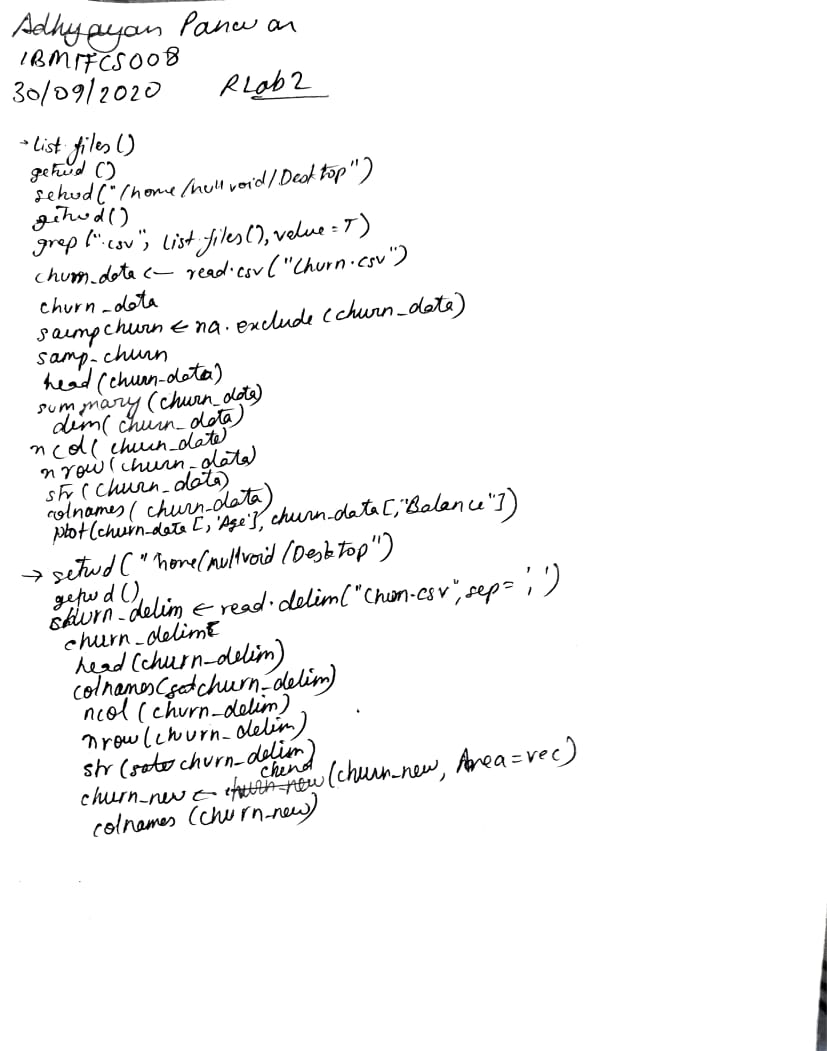 Adhyayan Panwar
1BM17CS008
30/09/2020 R Lab 2
→ list.files()
getwd ()
setwd("/home/nullvoid/Desktop")
getwd()
grep (".csv", list.files(), value = T)
churn_data <- read.csv("Churn.csv")
churn_data
sampchurn ← na.exclude (churn_data)
samp_churn
head (churn_data)
summary (churn_data)
dim( churn_data)
ncol( churn_data)
nrow (churn_data)
str (churn_data)
colnames( churn_data)
plot(churn_data [,'Age'], churn_data[,"Balance"])
→ setwd ("home/nullvoid/Desktop")
getwd ()
churn_delim ← read.delim("Churn.csv", sep= ';')
churn_delim
head (churn_delim)
colnames(churn_delim)
ncol (churn_delim)
nrow (churn_delim)
str (churn_delim)
churn_new ← cbind (churn_new, Area = vec)
colnames (churn_new)